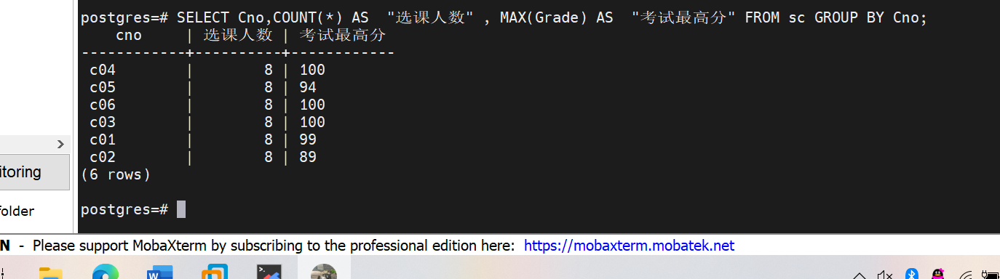 postgres=# SELECT Cno,COUNT(*) AS  "选课人数" , MAX(Grade) AS  "考试最高分" FROM sc GROUP BY Cno;
    cno     | 选课人数 | 考试最高分
------------+----------+------------
 c04        |        8 | 100
 c05        |        8 | 94
 c06        |        8 | 100
 c03        |        8 | 100
 c01        |        8 | 99
 c02        |        8 | 89
(6 rows)
itoring
folder
postgres=#
N - Please support MobaXterm by subscribing to the professional edition here: https://mobaxterm.mobatek.net